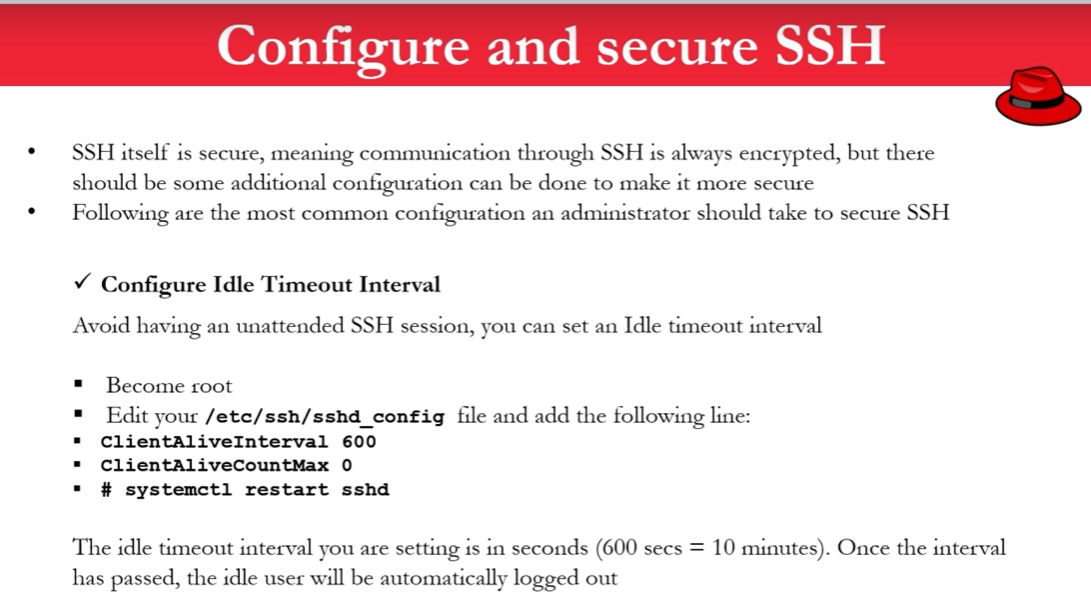 Configure and secure SSH
• SSH itself is secure, meaning communication through SSH is always encrypted, but there
should be some additional configuration can be done to make it more secure
• Following are the most common configuration an administrator should take to secure SSH
✓ Configure Idle Timeout Interval
Avoid having an unattended SSH session, you can set an Idle timeout interval
▪ Become root
▪ Edit your /etc/ssh/sshd_config file and add the following line:
▪ ClientAliveInterval 600
▪ ClientAliveCountMax 0
▪ # systemctl restart sshd
The idle timeout interval you are setting is in seconds (600 secs = 10 minutes). Once the interval
has passed, the idle user will be automatically logged out